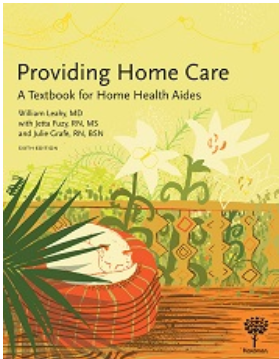 Providing Home Care
A Textbook for Home Health Aides
William Leahy, MD
with Jetta Fuzy, RN, MS
and Julie Grafe, RN, BSN
SIXTH EDITION